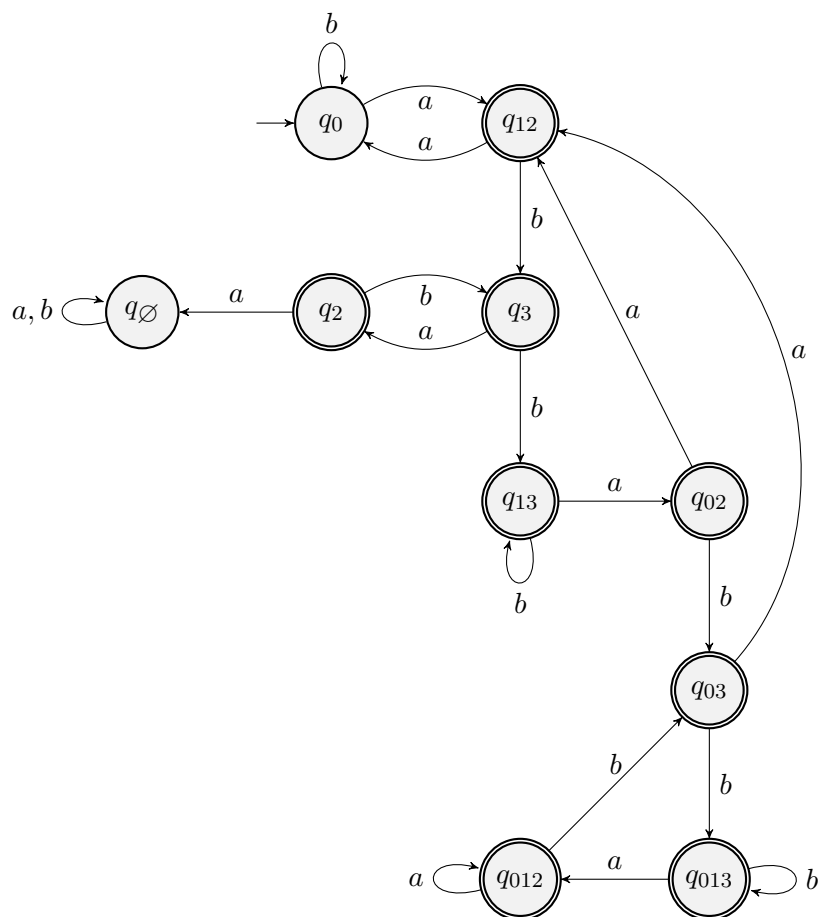 b
q₀ a q₁₂
a
b
a, b q∅ a q₂ b q₃ a
a
b
q₁₃ a q₀₂
b b
q₀₃
b b
a q₀₁₂ a q₀₁₃ b
a